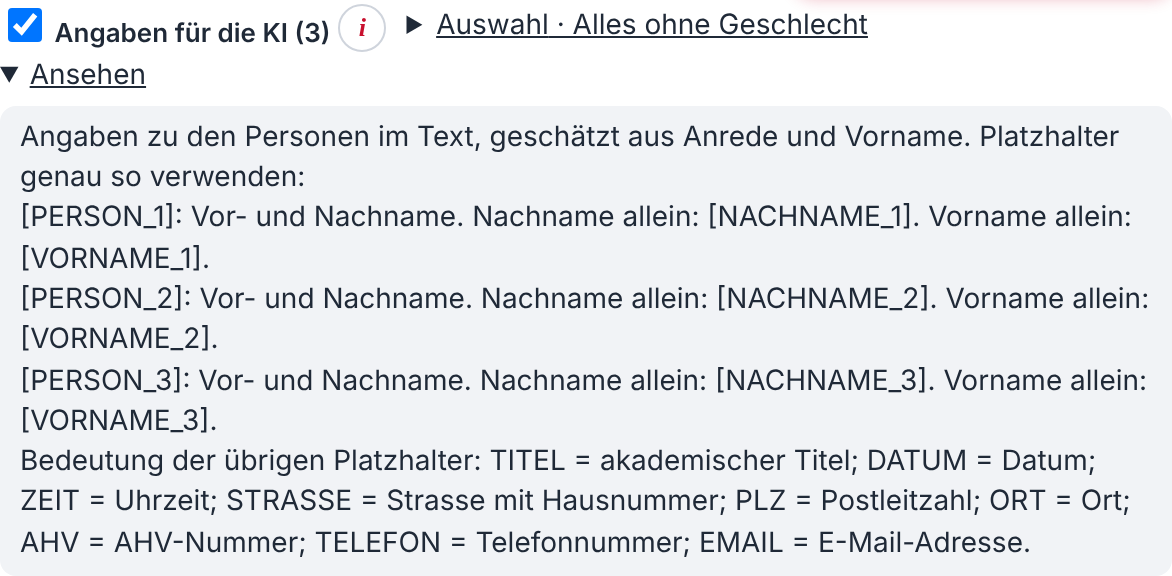 Angaben für die KI (3) i ▶ Auswahl · Alles ohne Geschlecht
▼ Ansehen
Angaben zu den Personen im Text, geschätzt aus Anrede und Vorname. Platzhalter
genau so verwenden:
[PERSON_1]: Vor- und Nachname. Nachname allein: [NACHNAME_1]. Vorname allein:
[VORNAME_1].
[PERSON_2]: Vor- und Nachname. Nachname allein: [NACHNAME_2]. Vorname allein:
[VORNAME_2].
[PERSON_3]: Vor- und Nachname. Nachname allein: [NACHNAME_3]. Vorname allein:
[VORNAME_3].
Bedeutung der übrigen Platzhalter: TITEL = akademischer Titel; DATUM = Datum;
ZEIT = Uhrzeit; STRASSE = Strasse mit Hausnummer; PLZ = Postleitzahl; ORT = Ort;
AHV = AHV-Nummer; TELEFON = Telefonnummer; EMAIL = E-Mail-Adresse.